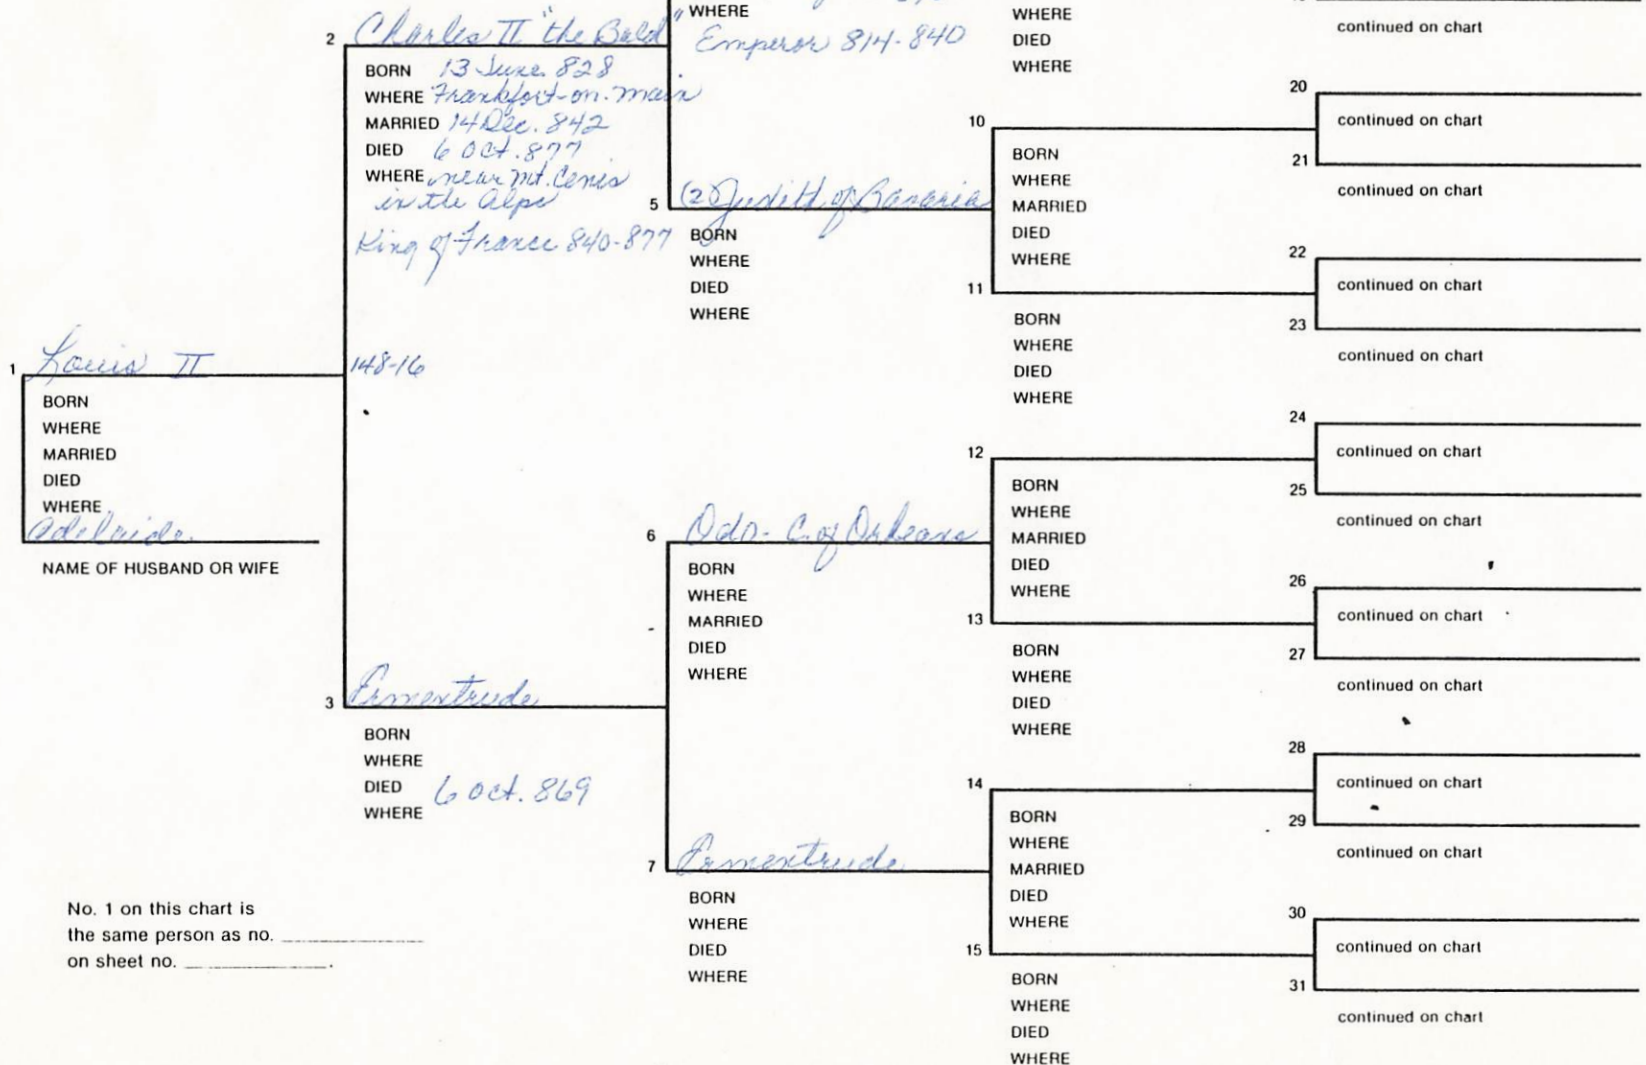 2 Charles II "the Bald"
BORN 13 June 828
WHERE Frankfort-on-main
MARRIED 14 Dec. 842
DIED 6 Oct. 877
WHERE near Mt. Cenis
in the Alps
King of France 840-877
148-16
1 Louis II
BORN
WHERE
MARRIED
DIED
WHERE
Adelaide
NAME OF HUSBAND OR WIFE
3 Ermentrude
BORN
WHERE
DIED 6 Oct. 869
WHERE
No. 1 on this chart is
the same person as no.
on sheet no.
WHERE
Emperor 814-840
5 (2) Judith of Bavaria
BORN
WHERE
DIED
WHERE
6 Odo- C. of Orleans
BORN
WHERE
MARRIED
DIED
WHERE
7 Ermentrude
BORN
WHERE
DIED
WHERE
WHERE
DIED
WHERE
10
BORN
WHERE
MARRIED
DIED
WHERE
11
BORN
WHERE
DIED
WHERE
12
BORN
WHERE
MARRIED
DIED
WHERE
13
BORN
WHERE
DIED
WHERE
14
BORN
WHERE
MARRIED
DIED
WHERE
15
BORN
WHERE
DIED
WHERE
continued on chart
20
continued on chart
21
continued on chart
22
continued on chart
23
continued on chart
24
continued on chart
25
continued on chart
26
continued on chart
27
continued on chart
28
continued on chart
29
continued on chart
30
continued on chart
31
continued on chart